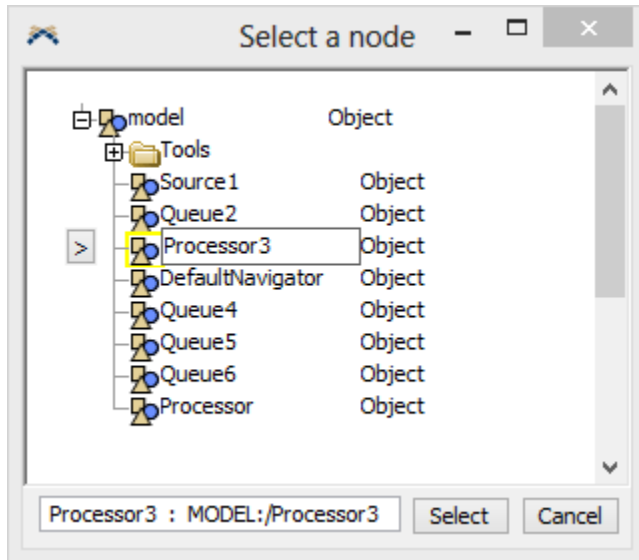 Select a node
model Object
Tools
Source1 Object
Queue2 Object
> Processor3 Object
DefaultNavigator Object
Queue4 Object
Queue5 Object
Queue6 Object
Processor Object
Processor3 : MODEL:/Processor3 Select Cancel